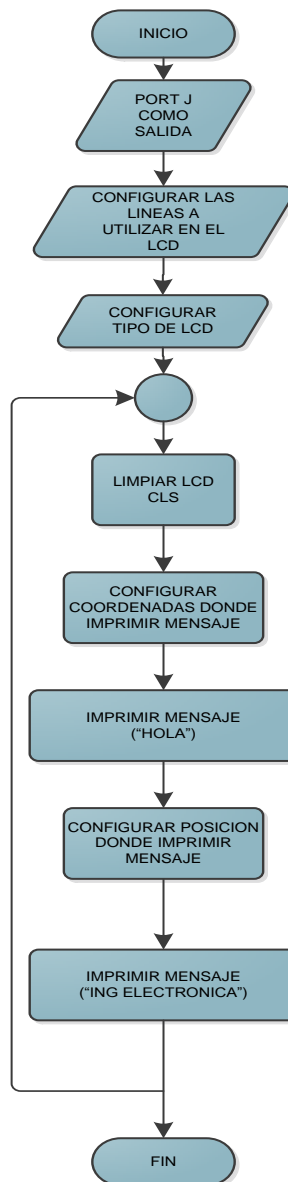 INICIO
PORT J
COMO
SALIDA
CONFIGURAR LAS
LINEAS A
UTILIZAR EN EL
LCD
CONFIGURAR
TIPO DE LCD
LIMPIAR LCD
CLS
CONFIGURAR
COORDENADAS DONDE
IMPRIMIR MENSAJE
IMPRIMIR MENSAJE
(“HOLA”)
CONFIGURAR POSICION
DONDE IMPRIMIR
MENSAJE
IMPRIMIR MENSAJE
(“ING ELECTRONICA”)
FIN